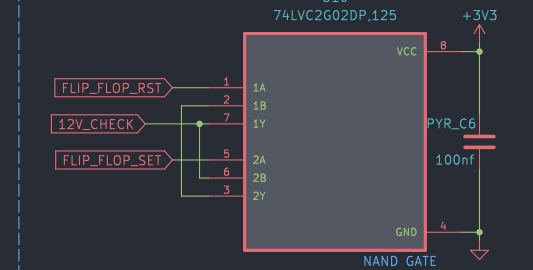 74LVC2G02DP,125
+3V3
VCC
8
FLIP_FLOP_RST
1
1A
2
1B
12V_CHECK
7
1Y
PYR_C6
FLIP_FLOP_SET
5
2A
100nf
6
2B
3
2Y
GND
4
NAND GATE